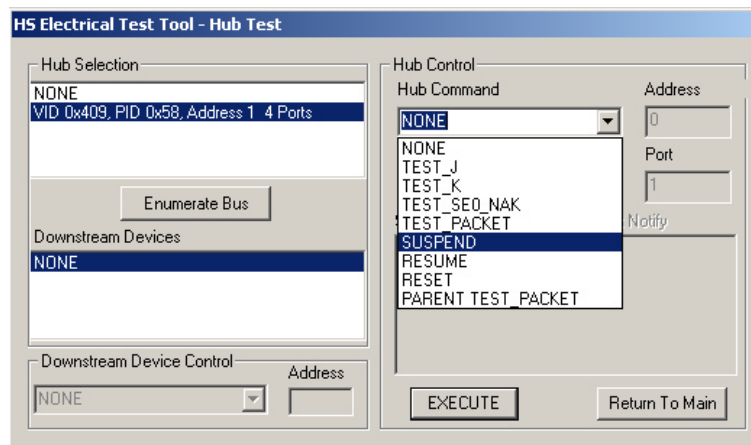 HS Electrical Test Tool - Hub Test
Hub Selection
NONE
VID 0x409, PID 0x58, Address 1 4 Ports
Enumerate Bus
Downstream Devices
NONE
Downstream Device Control
Address
NONE
Hub Control
Hub Command
Address
NONE
0
Port
1
NONE
TEST_J
TEST_K
TEST_SE0_NAK
TEST_PACKET
SUSPEND
RESUME
RESET
PARENT TEST_PACKET
Notify
EXECUTE
Return To Main